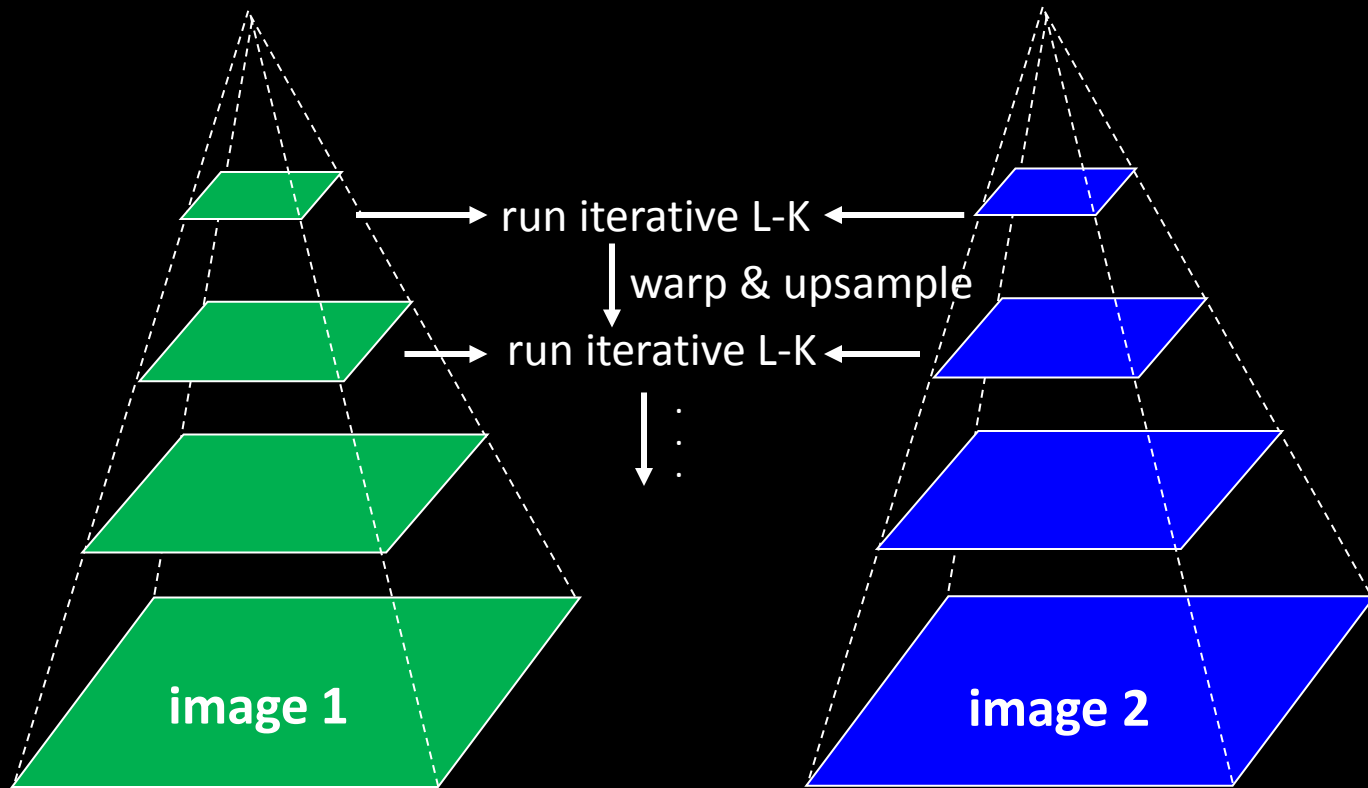 run iterative L-K
warp & upsample
run iterative L-K
.
.
.
image 1
image 2